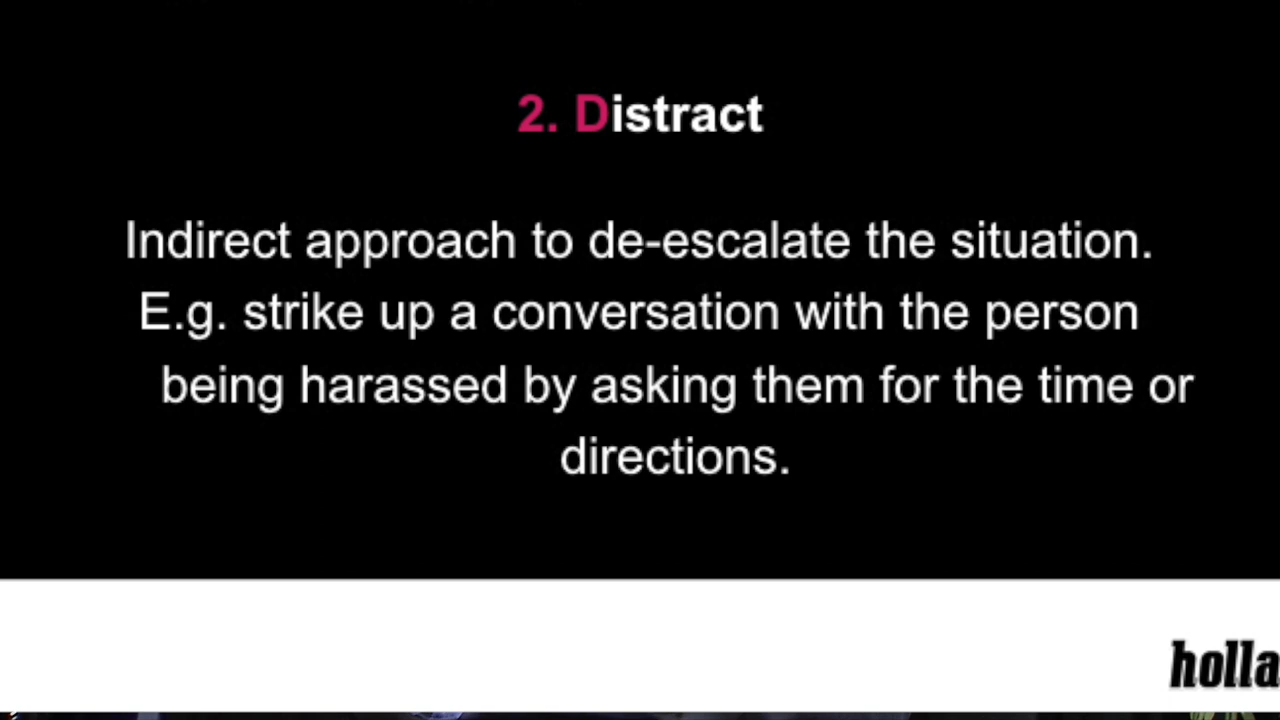 2. Distract
Indirect approach to de-escalate the situation.
E.g. strike up a conversation with the person
being harassed by asking them for the time or
directions.
holla